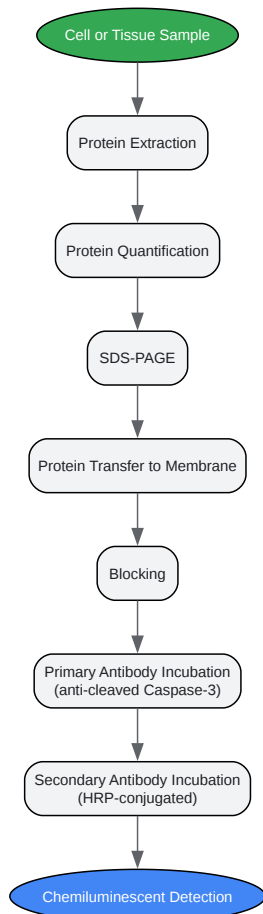 Cell or Tissue Sample
Protein Extraction
Protein Quantification
SDS-PAGE
Protein Transfer to Membrane
Blocking
Primary Antibody Incubation
(anti-cleaved Caspase-3)
Secondary Antibody Incubation
(HRP-conjugated)
Chemiluminescent Detection